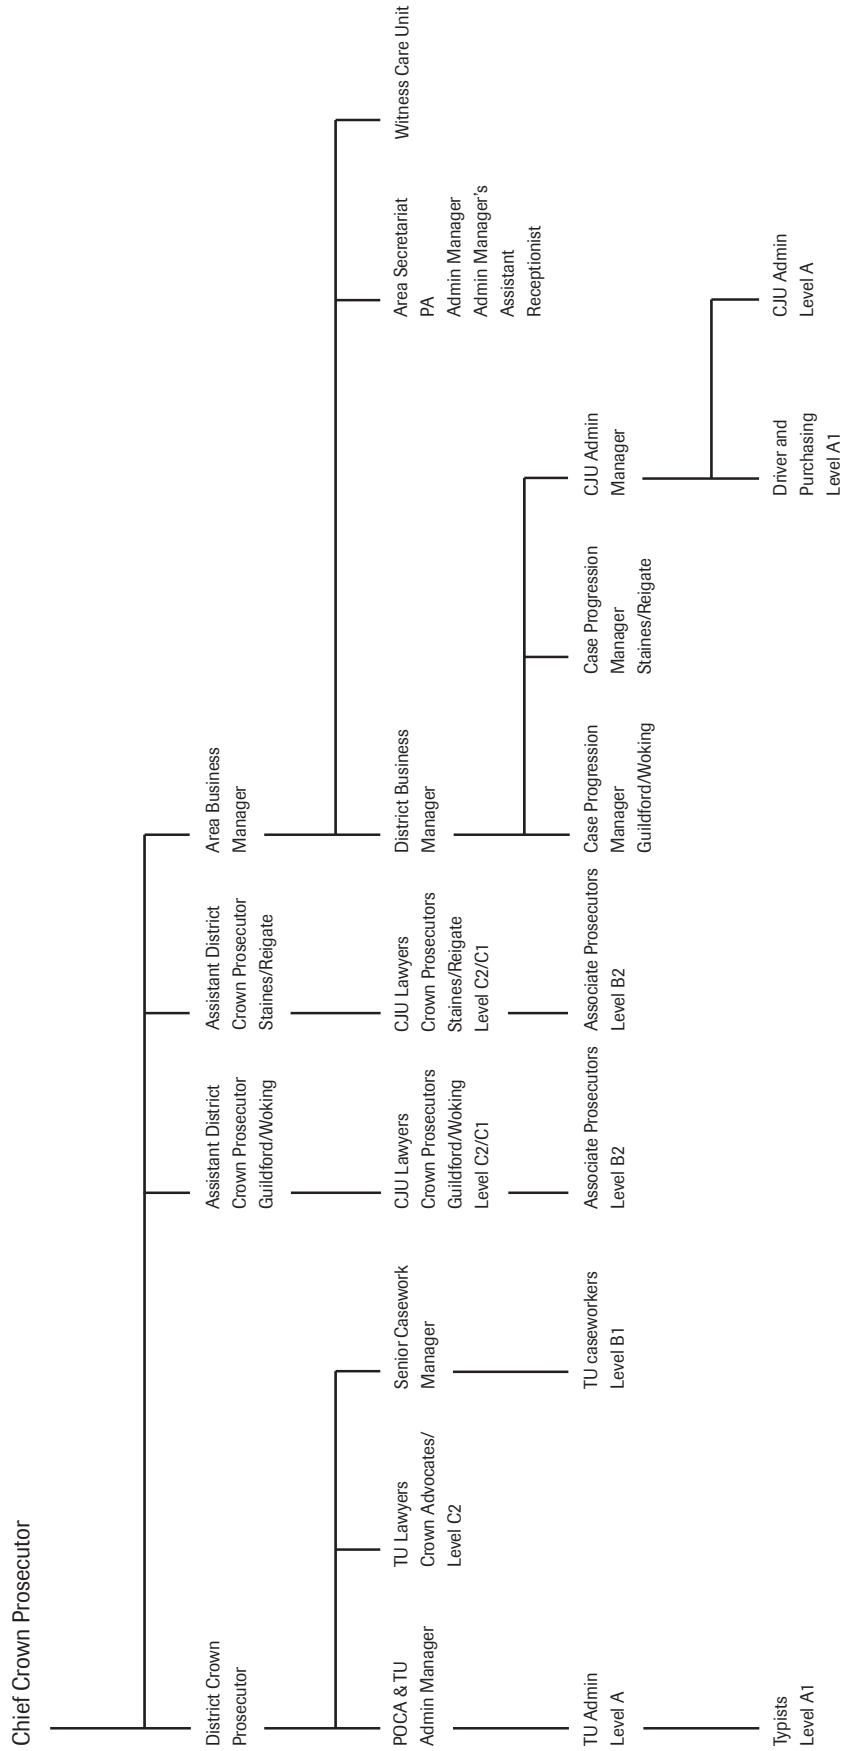 Chief Crown Prosecutor
District Crown
Prosecutor
Assistant District
Crown Prosecutor
Guildford/Woking
Assistant District
Crown Prosecutor
Staines/Reigate
Area Business
Manager
POCA & TU
Admin Manager
TU Lawyers
Crown Advocates/
Level C2
Senior Casework
Manager
CJU Lawyers
Crown Prosecutors
Guildford/Woking
Level C2/C1
CJU Lawyers
Crown Prosecutors
Staines/Reigate
Level C2/C1
District Business
Manager
Area Secretariat
PA
Admin Manager
Admin Manager's
Assistant
Receptionist
Witness Care Unit
TU Admin
Level A
TU caseworkers
Level B1
Associate Prosecutors
Level B2
Associate Prosecutors
Level B2
Case Progression
Manager
Guildford/Woking
Case Progression
Manager
Staines/Reigate
CJU Admin
Manager
Typists
Level A1
Driver and
Purchasing
Level A1
CJU Admin
Level A